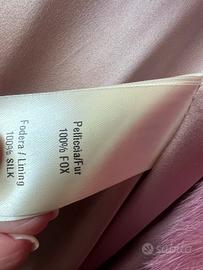 Pelliccia/Fur
100% FOX
Fodera / Lining
100% SILK
subito